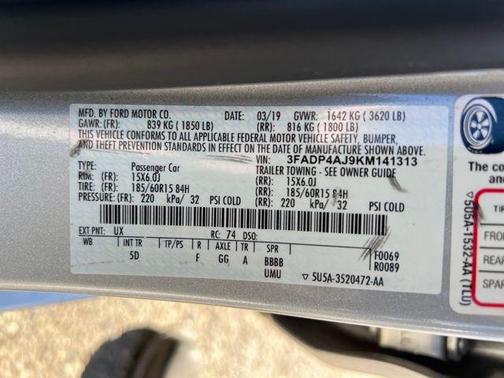 MFD. BY FORD MOTOR CO. 03/19 GVWR: 1642 KG ( 3620 LB)
GAWR: (FR): 839 KG ( 1850 LB) (RR): 816 KG ( 1800 LB)
THIS VEHICLE CONFORMS TO ALL APPLICABLE FEDERAL MOTOR VEHICLE SAFETY, BUMPER,
AND THEFT PREVENTION STANDARDS IN EFFECT ON THE DATE OF MANUFACTURE SHOWN ABOVE.
VIN: 3FADP4AJ9KM141313
TYPE: Passenger Car TRAILER TOWING - SEE OWNER GUIDE
RIM: (FR): 15X6.0J (RR): 15X6.0J
TIRE: (FR): 185/60R15 84H (RR): 185/60R15 84H
PRESSURE: (FR): 220 kPa/ 32 PSI COLD (RR): 220 kPa/ 32 PSI COLD
EXT PNT: UX RC: 74 DSO:
WB INT TR TP/PS R AXLE TR SPR F0069
5D F GG A BBBB R0089
UMU ▽ 5U5A-3520472-AA
▽ 5U5A-1532-AA (TLU)
TI
FRON
REAR
SPAR